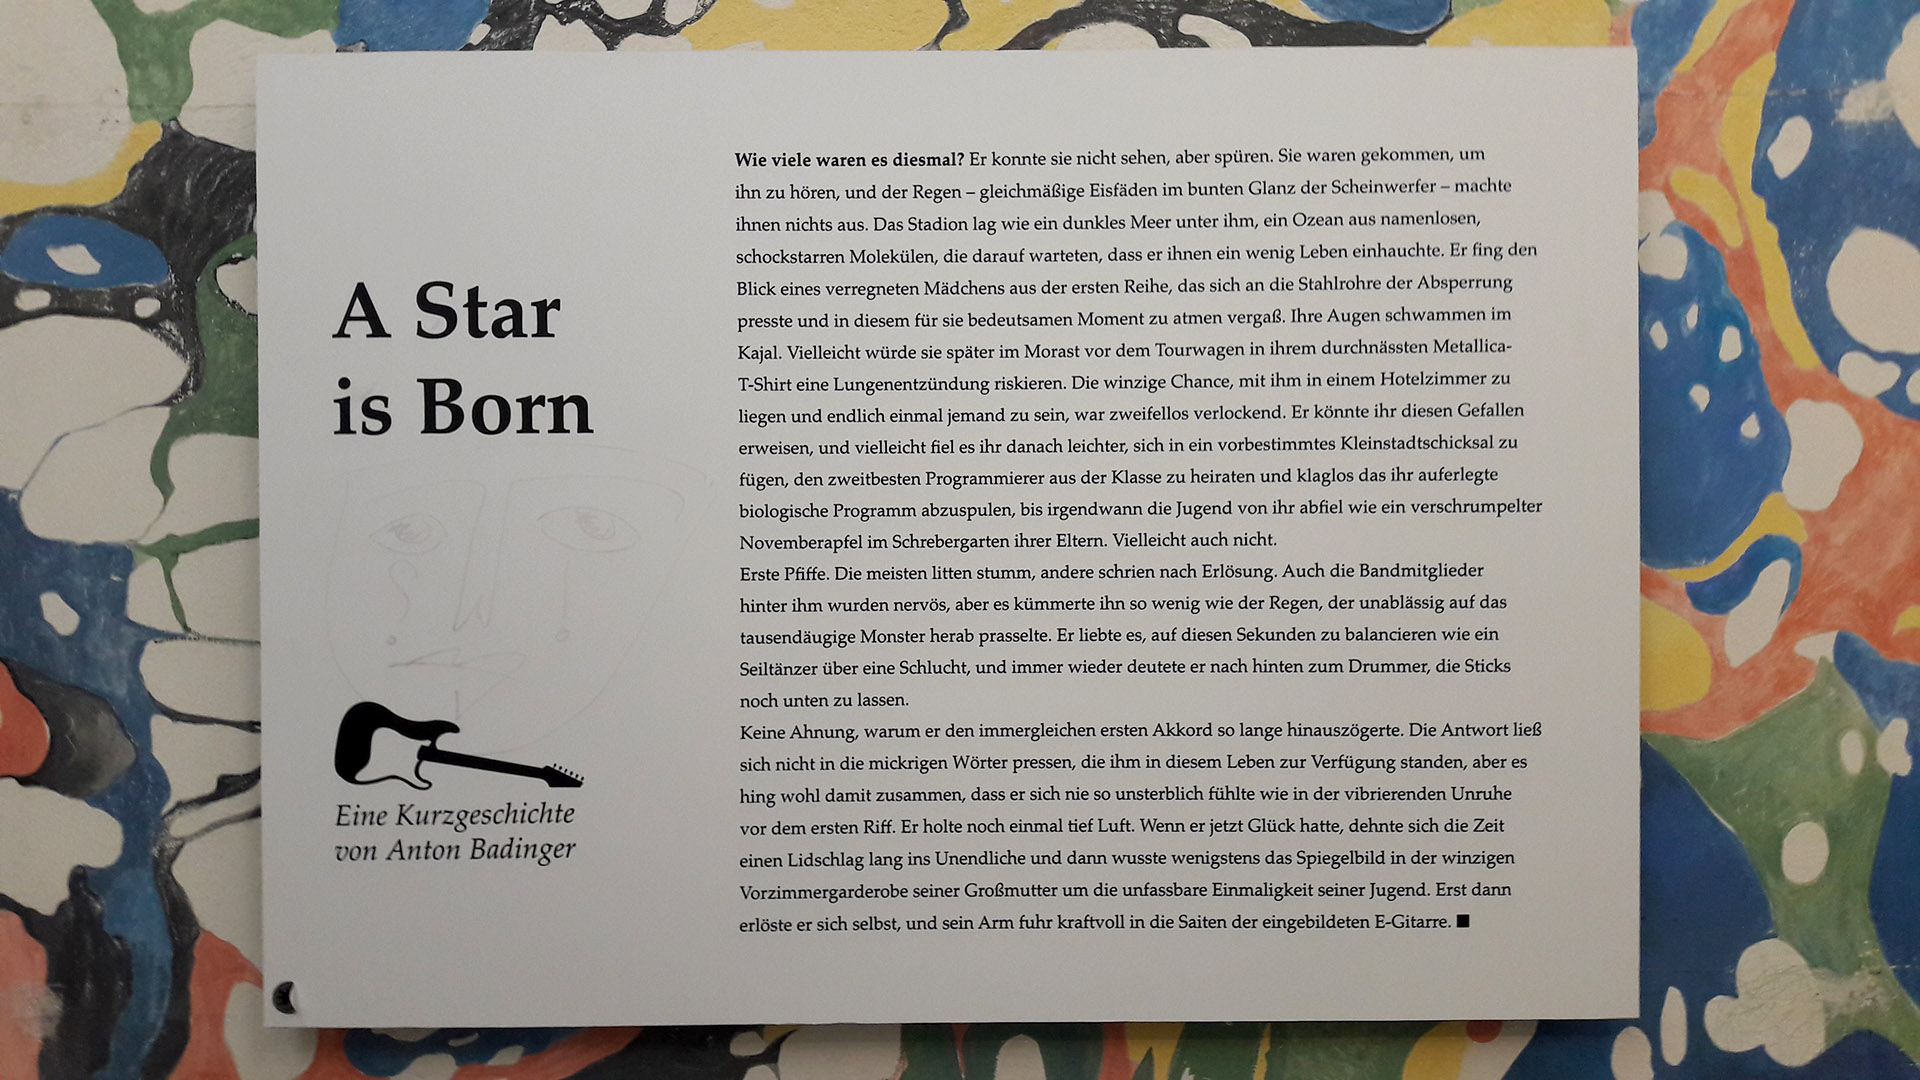 A Star
is Born
Eine Kurzgeschichte
von Anton Badinger
Wie viele waren es diesmal? Er konnte sie nicht sehen, aber spüren. Sie waren gekommen, um
ihn zu hören, und der Regen – gleichmäßige Eisfäden im bunten Glanz der Scheinwerfer – machte
ihnen nichts aus. Das Stadion lag wie ein dunkles Meer unter ihm, ein Ozean aus namenlosen,
schockstarren Molekülen, die darauf warteten, dass er ihnen ein wenig Leben einhauchte. Er fing den
Blick eines verregneten Mädchens aus der ersten Reihe, das sich an die Stahlrohre der Absperrung
presste und in diesem für sie bedeutsamen Moment zu atmen vergaß. Ihre Augen schwammen im
Kajal. Vielleicht würde sie später im Morast vor dem Tourwagen in ihrem durchnässten Metallica-
T-Shirt eine Lungenentzündung riskieren. Die winzige Chance, mit ihm in einem Hotelzimmer zu
liegen und endlich einmal jemand zu sein, war zweifellos verlockend. Er könnte ihr diesen Gefallen
erweisen, und vielleicht fiel es ihr danach leichter, sich in ein vorbestimmtes Kleinstadtschicksal zu
fügen, den zweitbesten Programmierer aus der Klasse zu heiraten und klaglos das ihr auferlegte
biologische Programm abzuspulen, bis irgendwann die Jugend von ihr abfiel wie ein verschrumpelter
Novemberapfel im Schrebergarten ihrer Eltern. Vielleicht auch nicht.
Erste Pfiffe. Die meisten litten stumm, andere schrien nach Erlösung. Auch die Bandmitglieder
hinter ihm wurden nervös, aber es kümmerte ihn so wenig wie der Regen, der unablässig auf das
tausendäugige Monster herab prasselte. Er liebte es, auf diesen Sekunden zu balancieren wie ein
Seiltänzer über eine Schlucht, und immer wieder deutete er nach hinten zum Drummer, die Sticks
noch unten zu lassen.
Keine Ahnung, warum er den immergleichen ersten Akkord so lange hinauszögerte. Die Antwort ließ
sich nicht in die mickrigen Wörter pressen, die ihm in diesem Leben zur Verfügung standen, aber es
hing wohl damit zusammen, dass er sich nie so unsterblich fühlte wie in der vibrierenden Unruhe
vor dem ersten Riff. Er holte noch einmal tief Luft. Wenn er jetzt Glück hatte, dehnte sich die Zeit
einen Lidschlag lang ins Unendliche und dann wusste wenigstens das Spiegelbild in der winzigen
Vorzimmergarderobe seiner Großmutter um die unfassbare Einmaligkeit seiner Jugend. Erst dann
erlöste er sich selbst, und sein Arm fuhr kraftvoll in die Saiten der eingebildeten E-Gitarre. ■